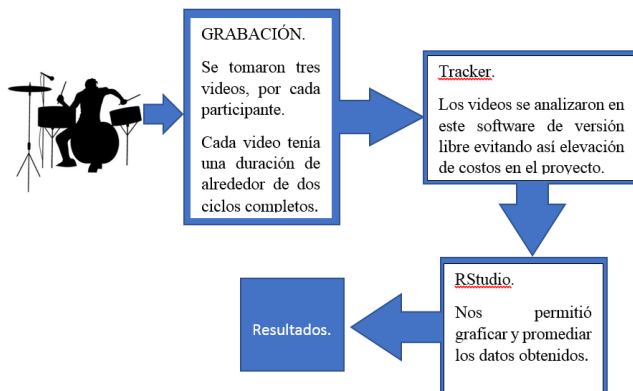 GRABACIÓN.
Se tomaron tres
videos, por cada
participante.
Cada video tenía
una duración de
alrededor de dos
ciclos completos.
Tracker.
Los videos se analizaron en
este software de versión
libre evitando así elevación
de costos en el proyecto.
RStudio.
Nos permitió
graficar y promediar
los datos obtenidos.
Resultados.